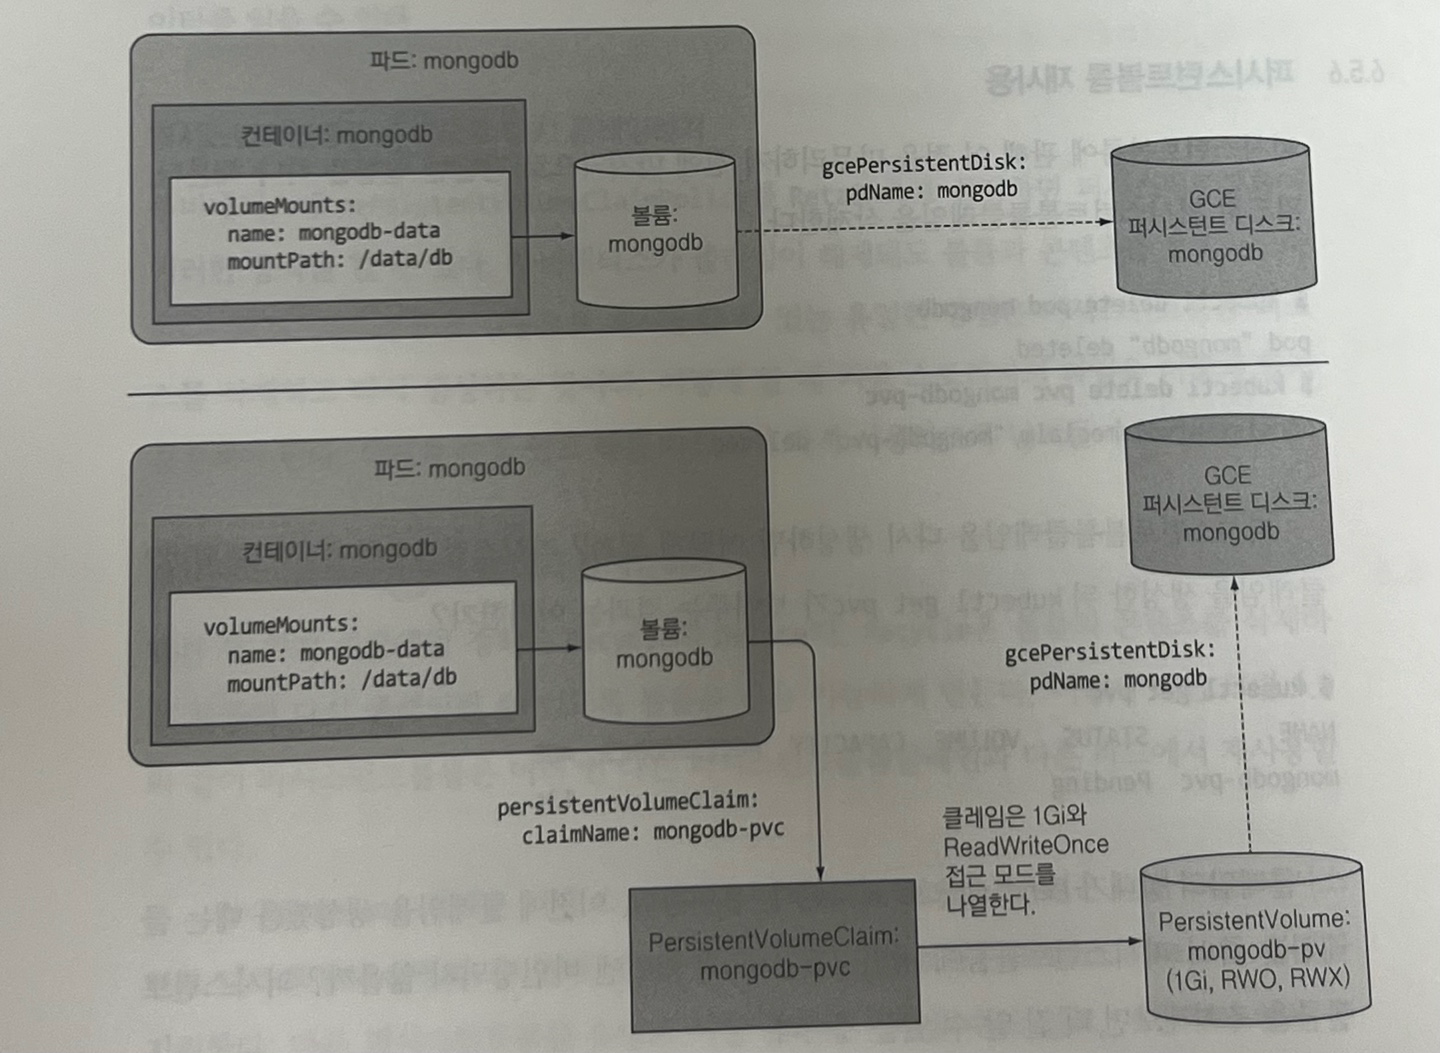 파드: mongodb
컨테이너: mongodb
volumeMounts:
name: mongodb-data
mountPath: /data/db
볼륨:
mongodb
gcePersistentDisk:
pdName: mongodb
GCE
퍼시스턴트 디스크:
mongodb
파드: mongodb
컨테이너: mongodb
volumeMounts:
name: mongodb-data
mountPath: /data/db
볼륨:
mongodb
GCE
퍼시스턴트 디스크:
mongodb
gcePersistentDisk:
pdName: mongodb
persistentVolumeClaim:
claimName: mongodb-pvc
클레임은 1Gi와
ReadWriteOnce
접근 모드를
나열한다.
PersistentVolumeClaim:
mongodb-pvc
PersistentVolume:
mongodb-pv
(1Gi, RWO, RWX)